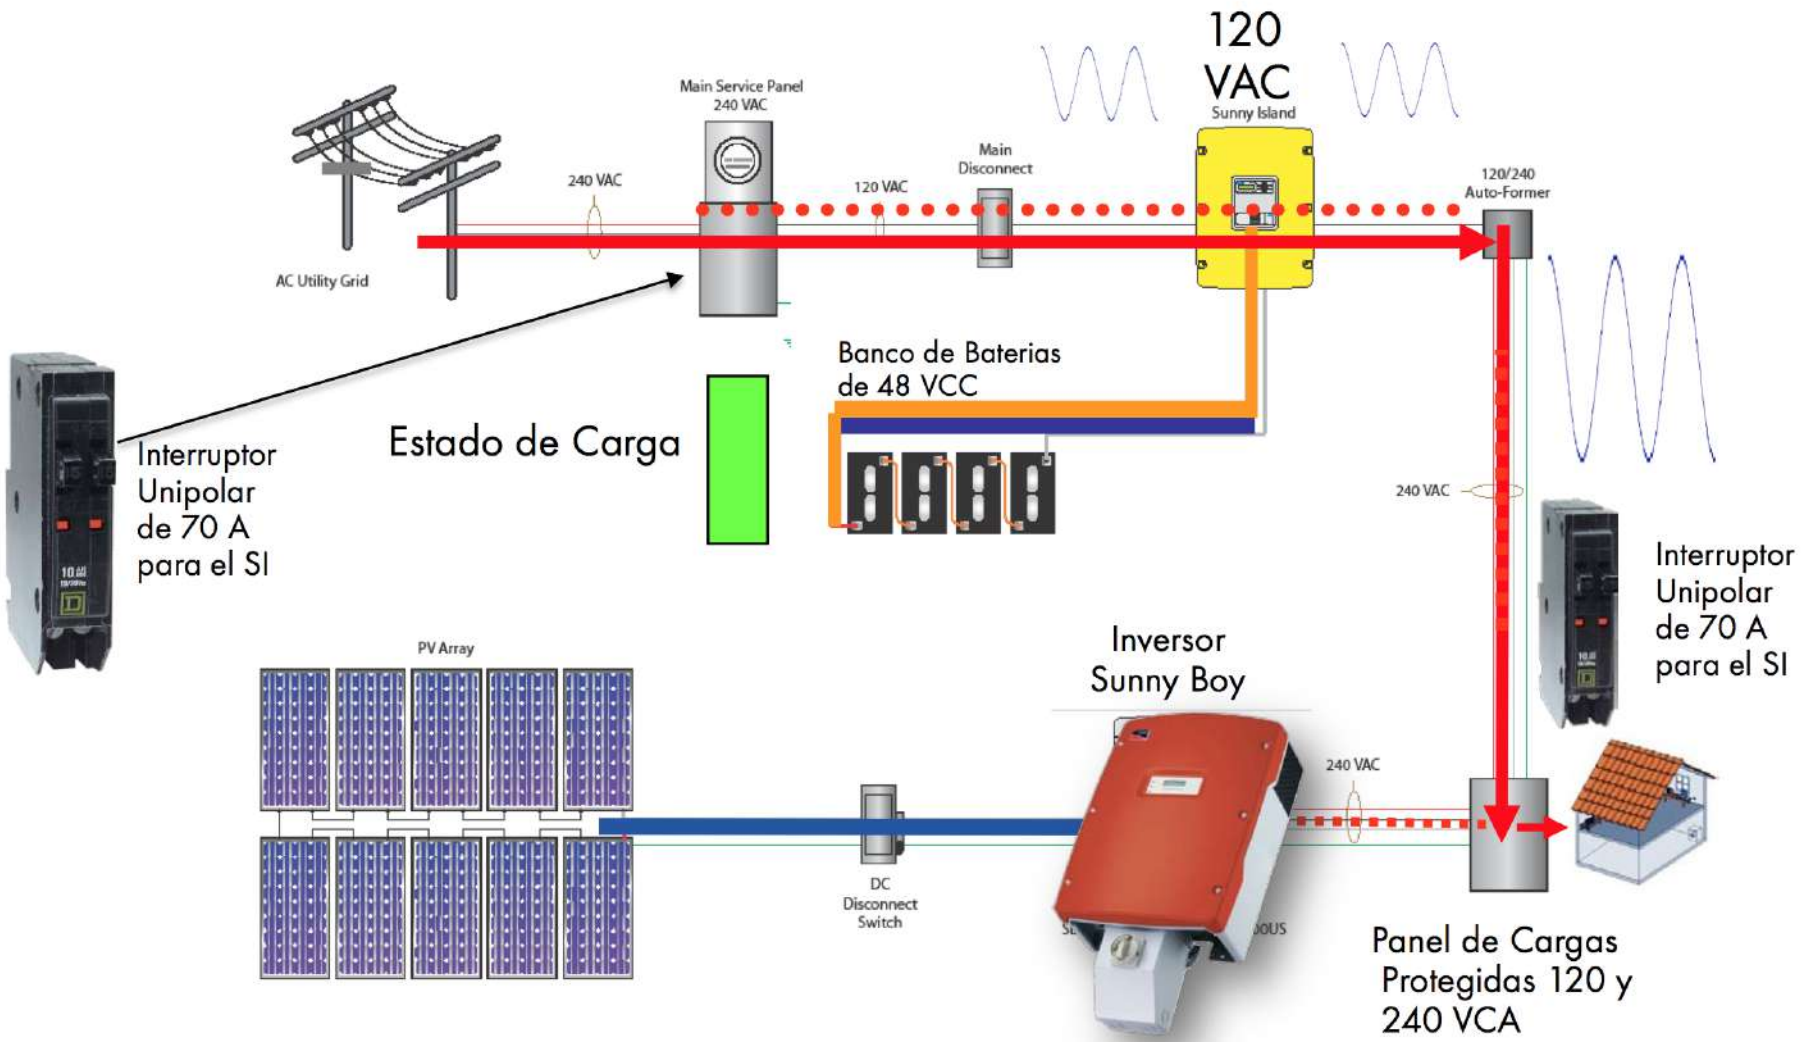 120
VAC
Sunny Island
Main Service Panel
240 VAC
240 VAC
120 VAC
Main
Disconnect
120/240
Auto-Former
AC Utility Grid
Banco de Baterias
de 48 VCC
Estado de Carga
Interruptor
Unipolar
de 70 A
para el SI
10
240 VAC
Interruptor
Unipolar
de 70 A
para el SI
10
PV Array
Inversor
Sunny Boy
240 VAC
DC
Disconnect
Switch
00US
Panel de Cargas
Protegidas 120 y
240 VCA